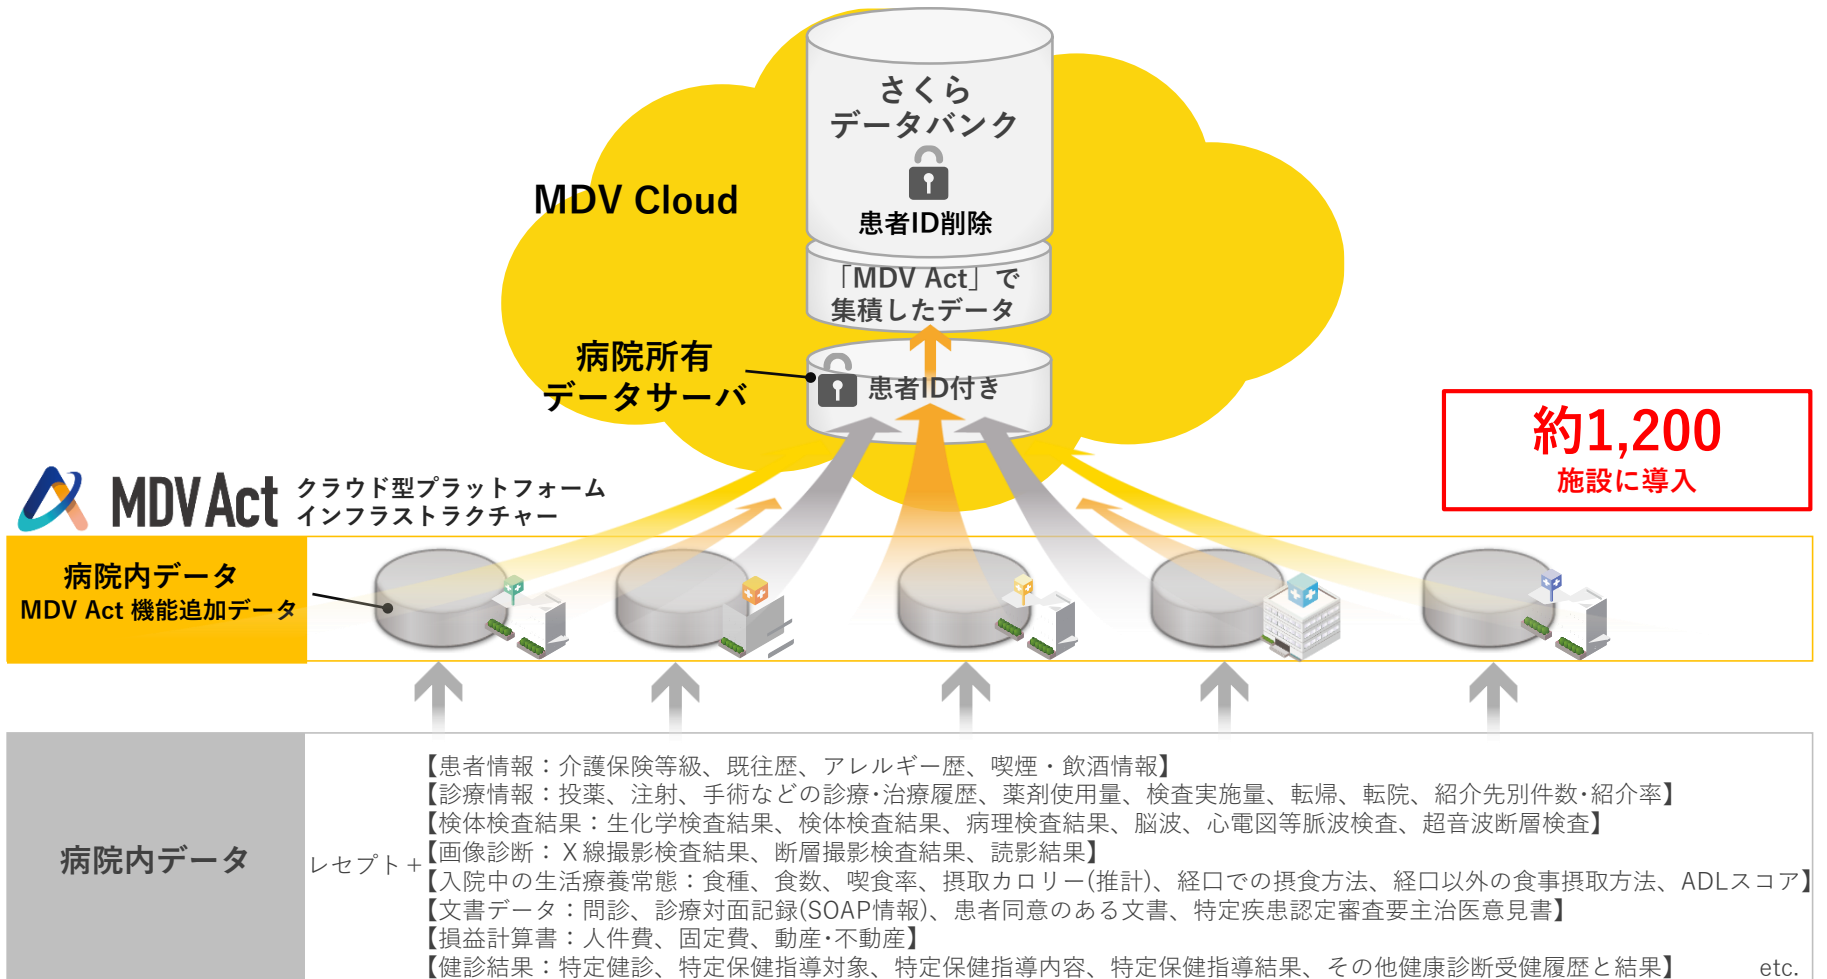 さくら
データバンク
患者ID削除
MDV Cloud
「MDV Act」で
集積したデータ
病院所有
データサーバ
患者ID付き
約1,200
施設に導入
MDV Act
クラウド型プラットフォーム
インフラストラクチャー
病院内データ
MDV Act 機能追加データ
病院内データ
レセプト +
【患者情報：介護保険等級、既往歴、アレルギー歴、喫煙・飲酒情報】
【診療情報：投薬、注射、手術などの診療･治療履歴、薬剤使用量、検査実施量、転帰、転院、紹介先別件数･紹介率】
【検体検査結果：生化学検査結果、検体検査結果、病理検査結果、脳波、心電図等脈波検査、超音波断層検査】
【画像診断：Ｘ線撮影検査結果、断層撮影検査結果、読影結果】
【入院中の生活療養常態：食種、食数、喫食率、摂取カロリー(推計)、経口での摂食方法、経口以外の食事摂取方法、ADLスコア】
【文書データ：問診、診療対面記録(SOAP情報)、患者同意のある文書、特定疾患認定審査要主治医意見書】
【損益計算書：人件費、固定費、動産･不動産】
【健診結果：特定健診、特定保健指導対象、特定保健指導内容、特定保健指導結果、その他健康診断受健履歴と結果】 etc.